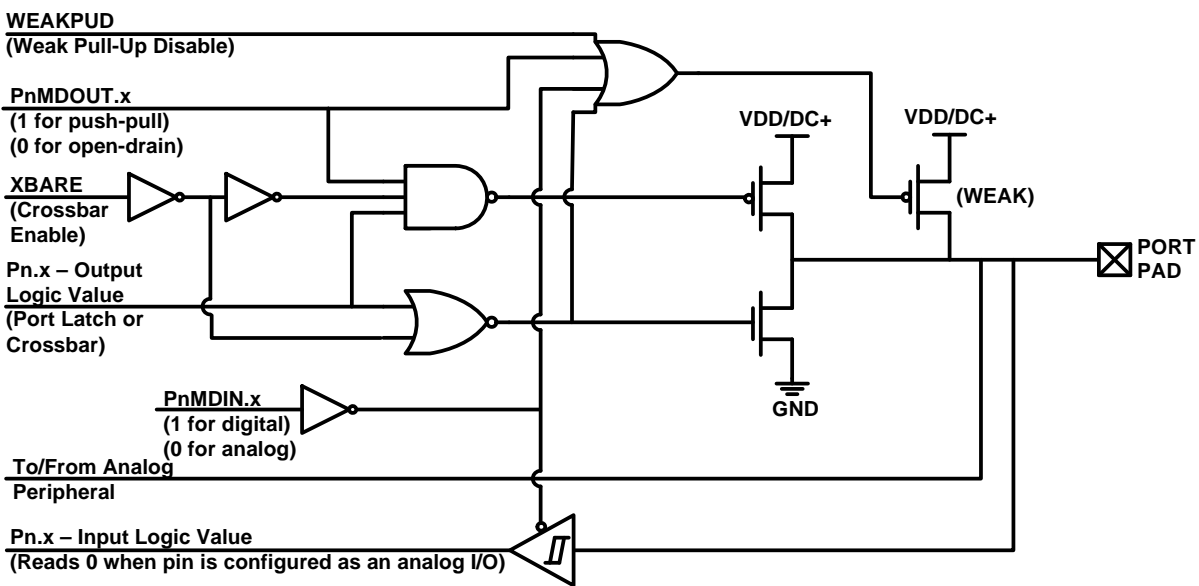 WEAKPUD
(Weak Pull-Up Disable)
PnMDOUT.x
(1 for push-pull)
(0 for open-drain)
XBARE
(Crossbar
Enable)
Pn.x – Output
Logic Value
(Port Latch or
Crossbar)
PnMDIN.x
(1 for digital)
(0 for analog)
To/From Analog
Peripheral
Pn.x – Input Logic Value
(Reads 0 when pin is configured as an analog I/O)
VDD/DC+
VDD/DC+
(WEAK)
GND
PORT
PAD